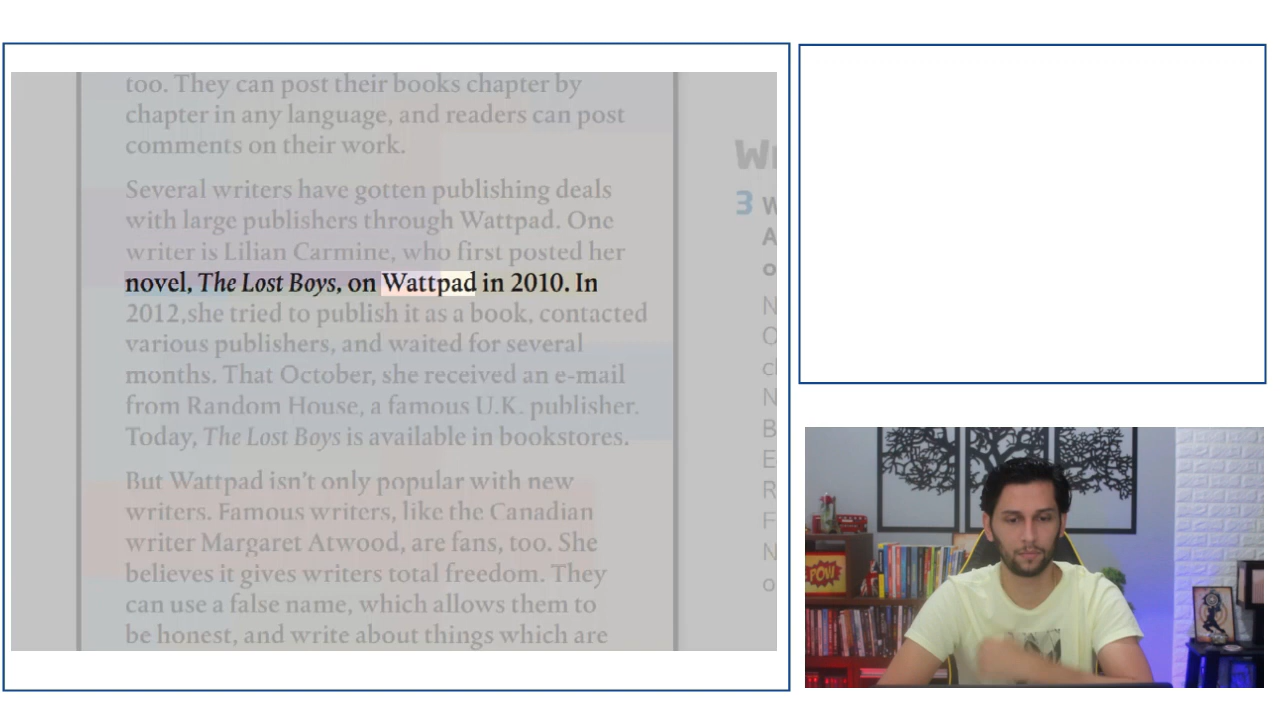 too. They can post their books chapter by
chapter in any language, and readers can post
comments on their work.
Several writers have gotten publishing deals
with large publishers through Wattpad. One
writer is Lilian Carmine, who first posted her
novel, The Lost Boys, on Wattpad in 2010. In
2012,she tried to publish it as a book, contacted
various publishers, and waited for several
months. That October, she received an e-mail
from Random House, a famous U.K. publisher.
Today, The Lost Boys is available in bookstores.
But Wattpad isn't only popular with new
writers. Famous writers, like the Canadian
writer Margaret Atwood, are fans, too. She
believes it gives writers total freedom. They
can use a false name, which allows them to
be honest, and write about things which are
3
POW!